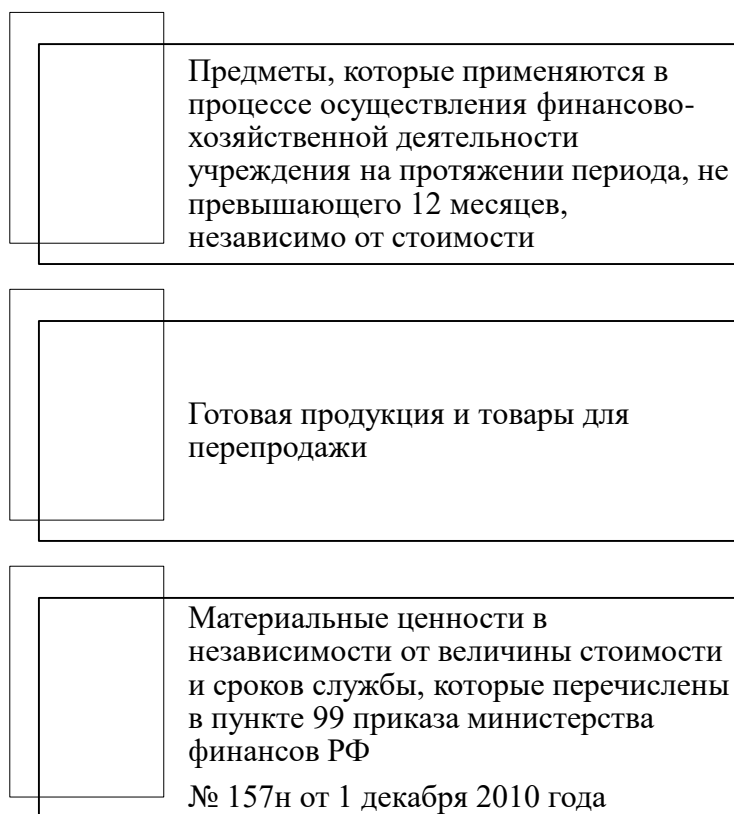 Предметы, которые применяются в
процессе осуществления финансово-
хозяйственной деятельности
учреждения на протяжении периода, не
превышающего 12 месяцев,
независимо от стоимости
Готовая продукция и товары для
перепродажи
Материальные ценности в
независимости от величины стоимости
и сроков службы, которые перечислены
в пункте 99 приказа министерства
финансов РФ
№ 157н от 1 декабря 2010 года